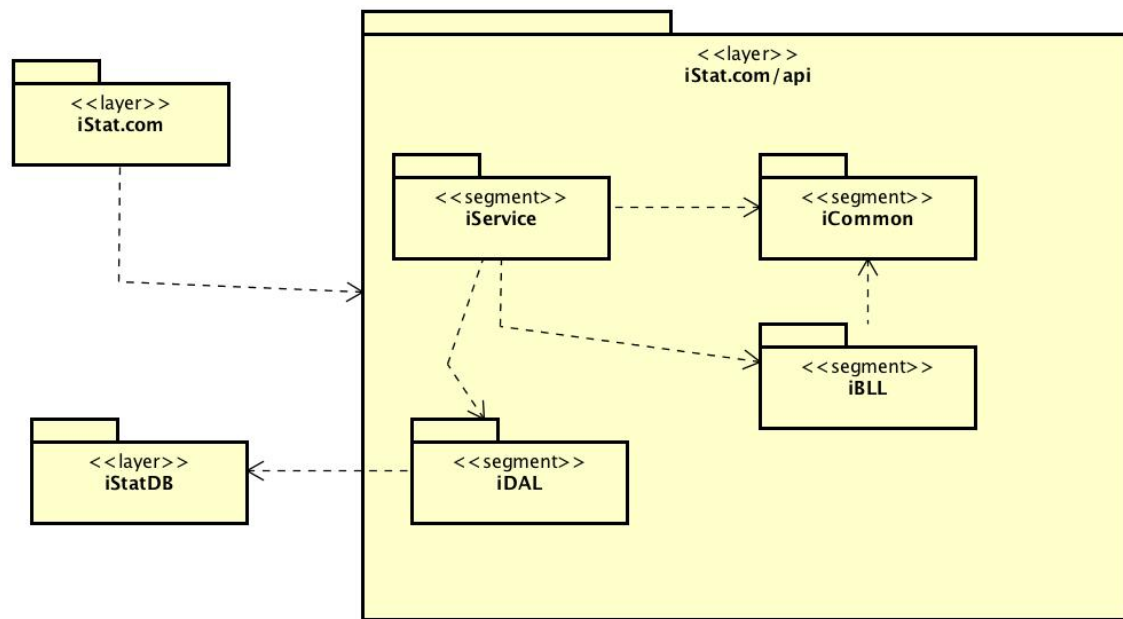 <<layer>>
iStat.com/api
<<layer>>
iStat.com
<<segment>>
iService
<<segment>>
iCommon
<<segment>>
iBLL
<<layer>>
iStatDB
<<segment>>
iDAL